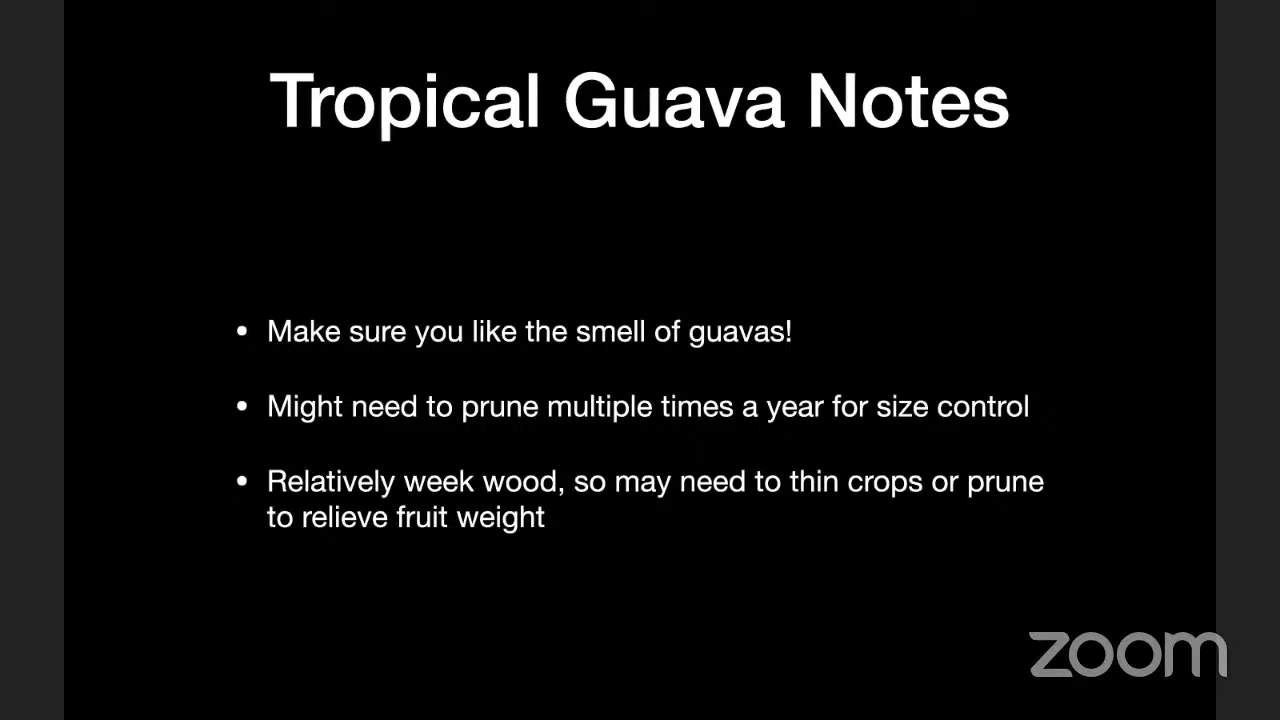 Tropical Guava Notes
• Make sure you like the smell of guavas!
• Might need to prune multiple times a year for size control
• Relatively week wood, so may need to thin crops or prune
to relieve fruit weight
zoom